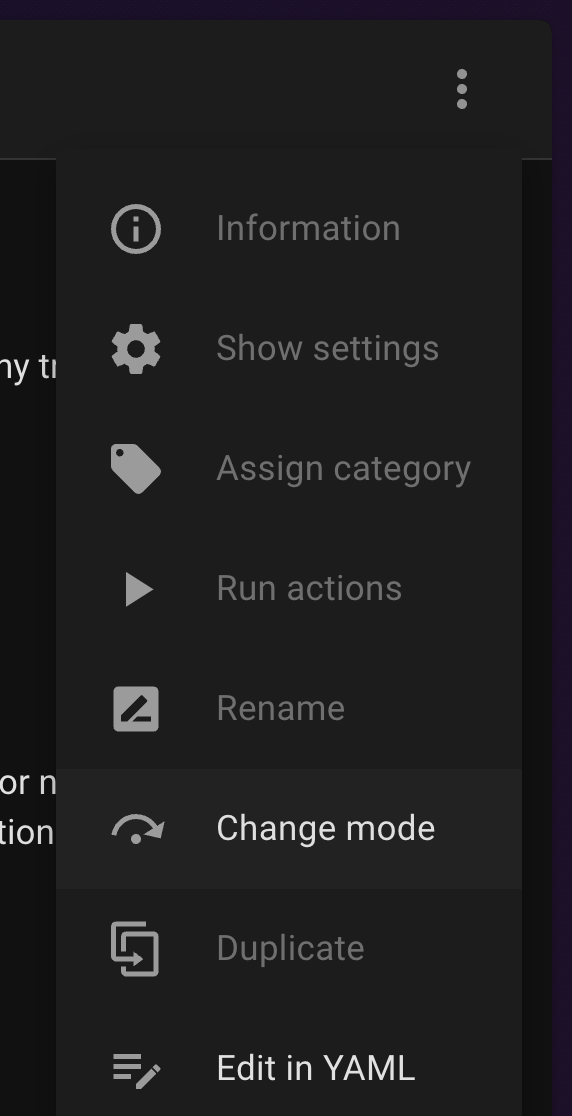 Information
Show settings
ny tr
Assign category
Run actions
Rename
or n
Change mode
tion
Duplicate
Edit in YAML